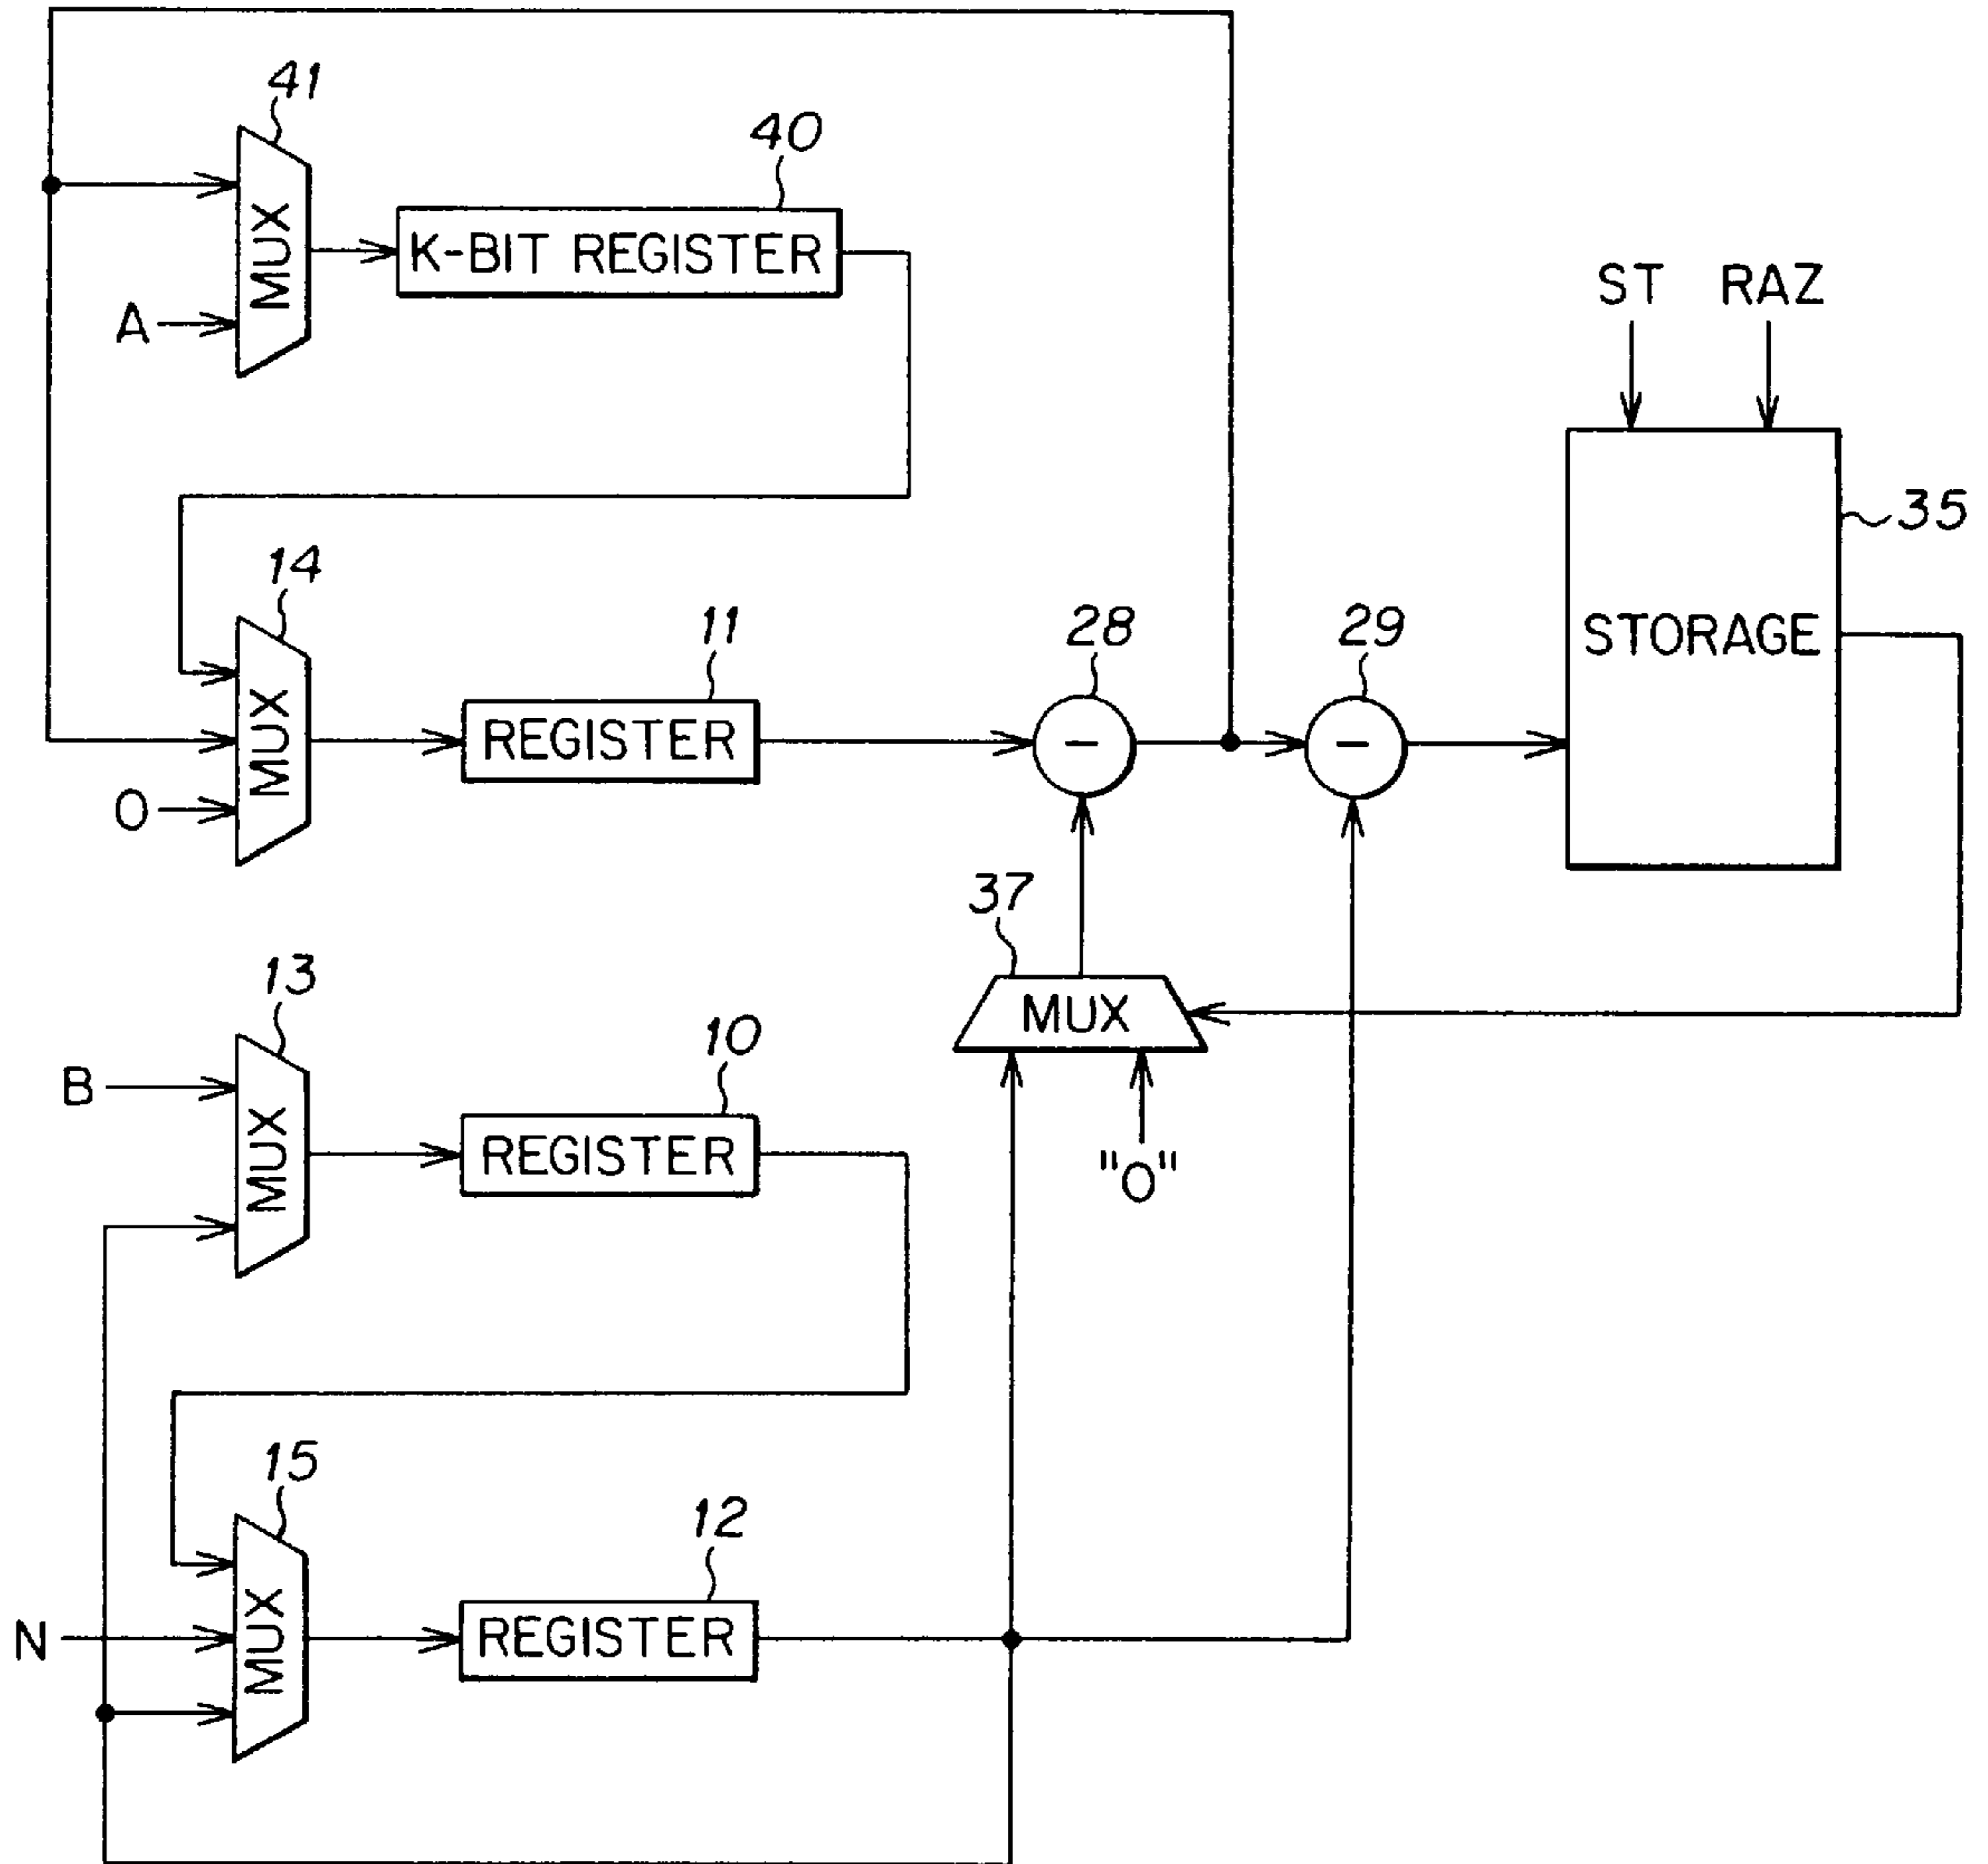 41
40
MUX
K-BIT REGISTER
A
ST RAZ
35
STORAGE
14
11
28
29
MUX
REGISTER
-
-
O
37
MUX
"O"
13
10
B
MUX
REGISTER
15
12
N
MUX
REGISTER